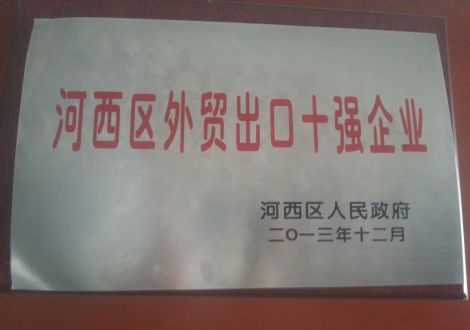 河西区外贸出口十强企业
河西区人民政府
二〇一三年十二月